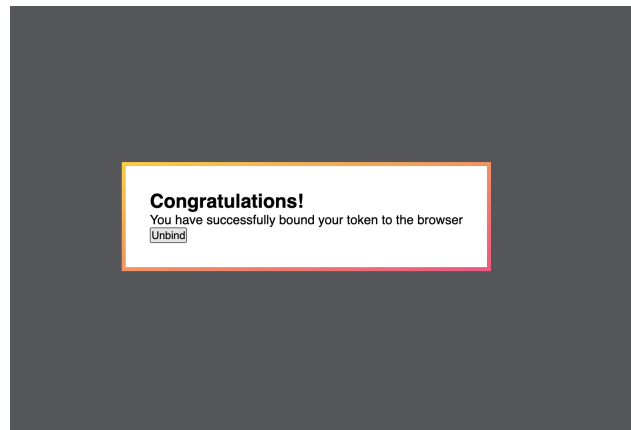 Congratulations!
You have successfully bound your token to the browser
Unbind